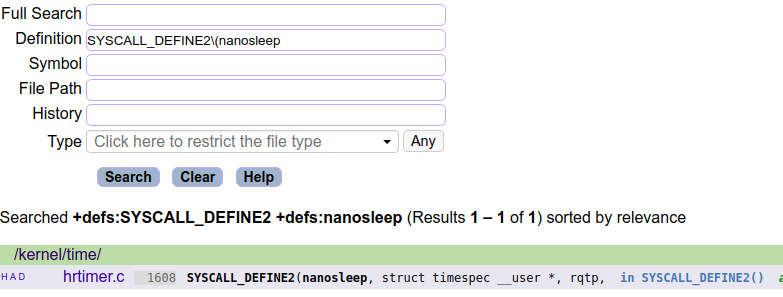 Full Search
Definition SYSCALL_DEFINE2\(nanosleep
Symbol
File Path
History
Type Click here to restrict the file type Any
Search Clear Help
Searched +defs:SYSCALL_DEFINE2 +defs:nanosleep (Results 1 – 1 of 1) sorted by relevance
/kernel/time/
H A D hrtimer.c 1608 SYSCALL_DEFINE2(nanosleep, struct timespec __user *, rqtp, in SYSCALL_DEFINE2()